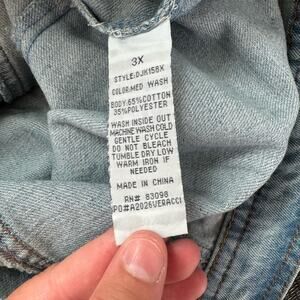 3X
STYLE:DJK158X
COLOR:MED WASH
BODY:65%COTTON
35%POLYESTER
WASH INSIDE OUT
MACHINE WASH COLD
GENTLE CYCLE
DO NOT BLEACH
TUMBLE DRY LOW
WARM IRON IF
NEEDED
MADE IN CHINA
RN# 83098
PO#A2026VERACCI